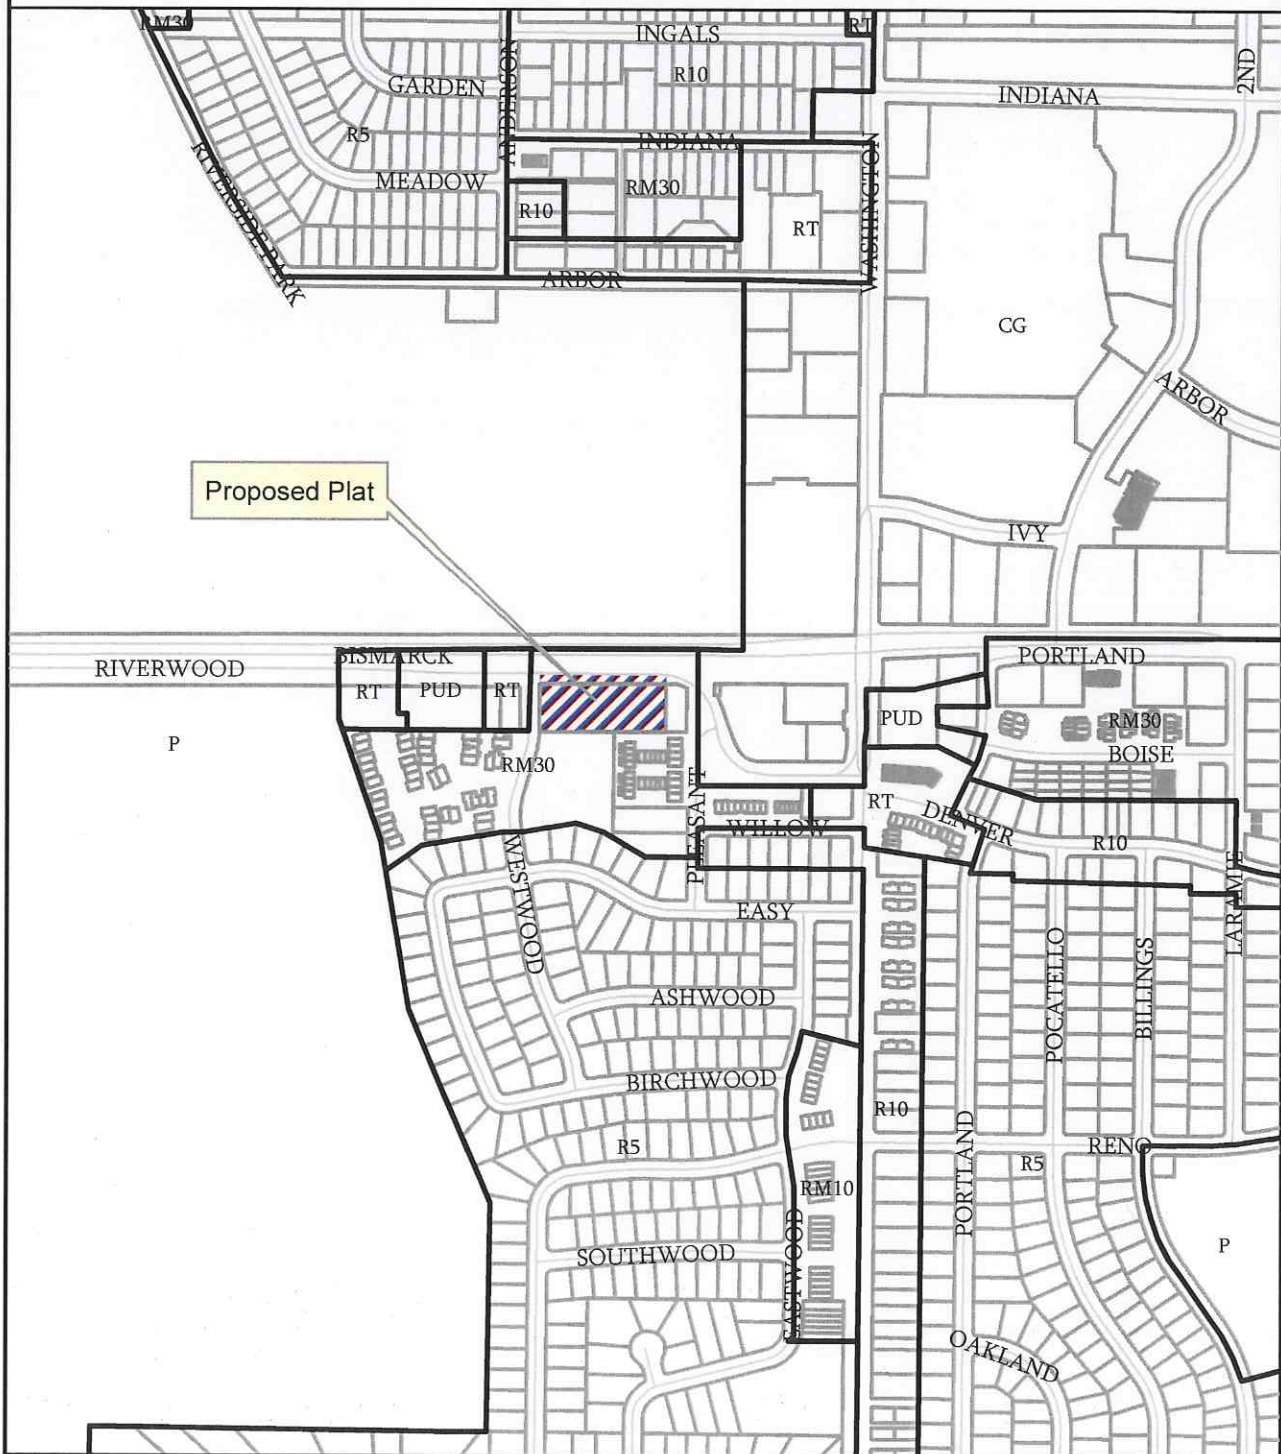 RM30
INGALS
RT
R10
2ND
GARDEN
ANDERSON
INDIANA
R5
INDIANA
WASHINGTON
RIVERSIDE PARK
MEADOW
RM30
R10
RT
ARBOR
CG
ARBOR
Proposed Plat
IVY
BISMARCK
PORTLAND
RIVERWOOD
RT
PUD
RT
PUD
RM30
P
BOISE
RM30
PLEASANT
RT
WILLOW
DENVER
R10
WESTWOOD
LARAMIE
EASY
POCATELLO
BILLINGS
ASHWOOD
BIRCHWOOD
R10
PORTLAND
R5
RENO
R5
RM10
EASTWOOD
SOUTHWOOD
P
OAKLAND